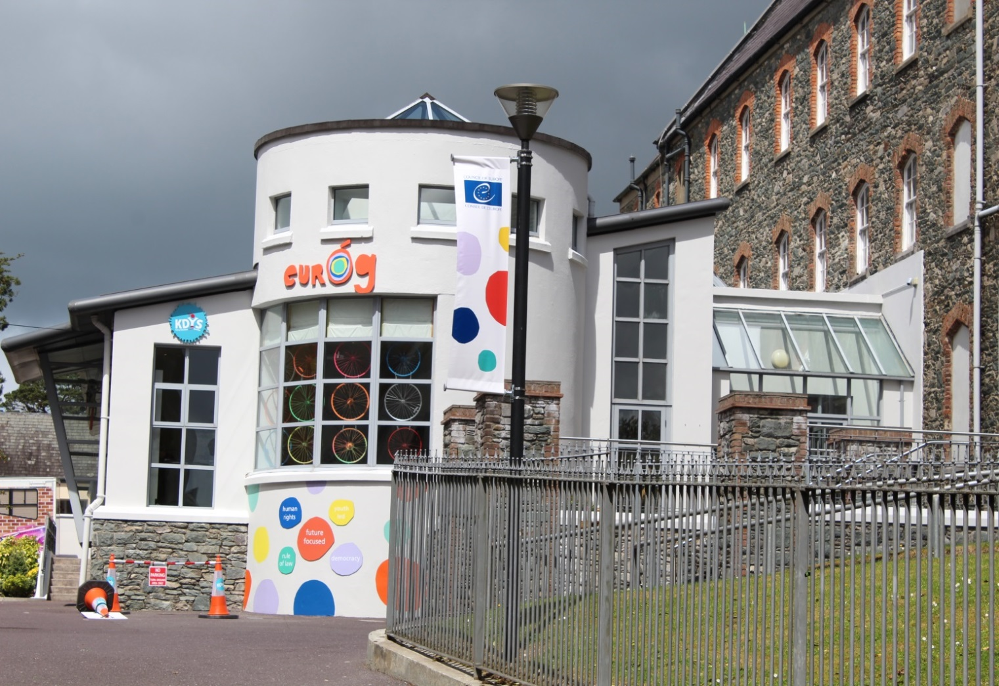 COUNCIL OF EUROPE
CONSEIL DE L'EUROPE
eurÓg
KDYS
human
rights
youth
led
future
focused
rule
of law
democracy
NO
PARKING